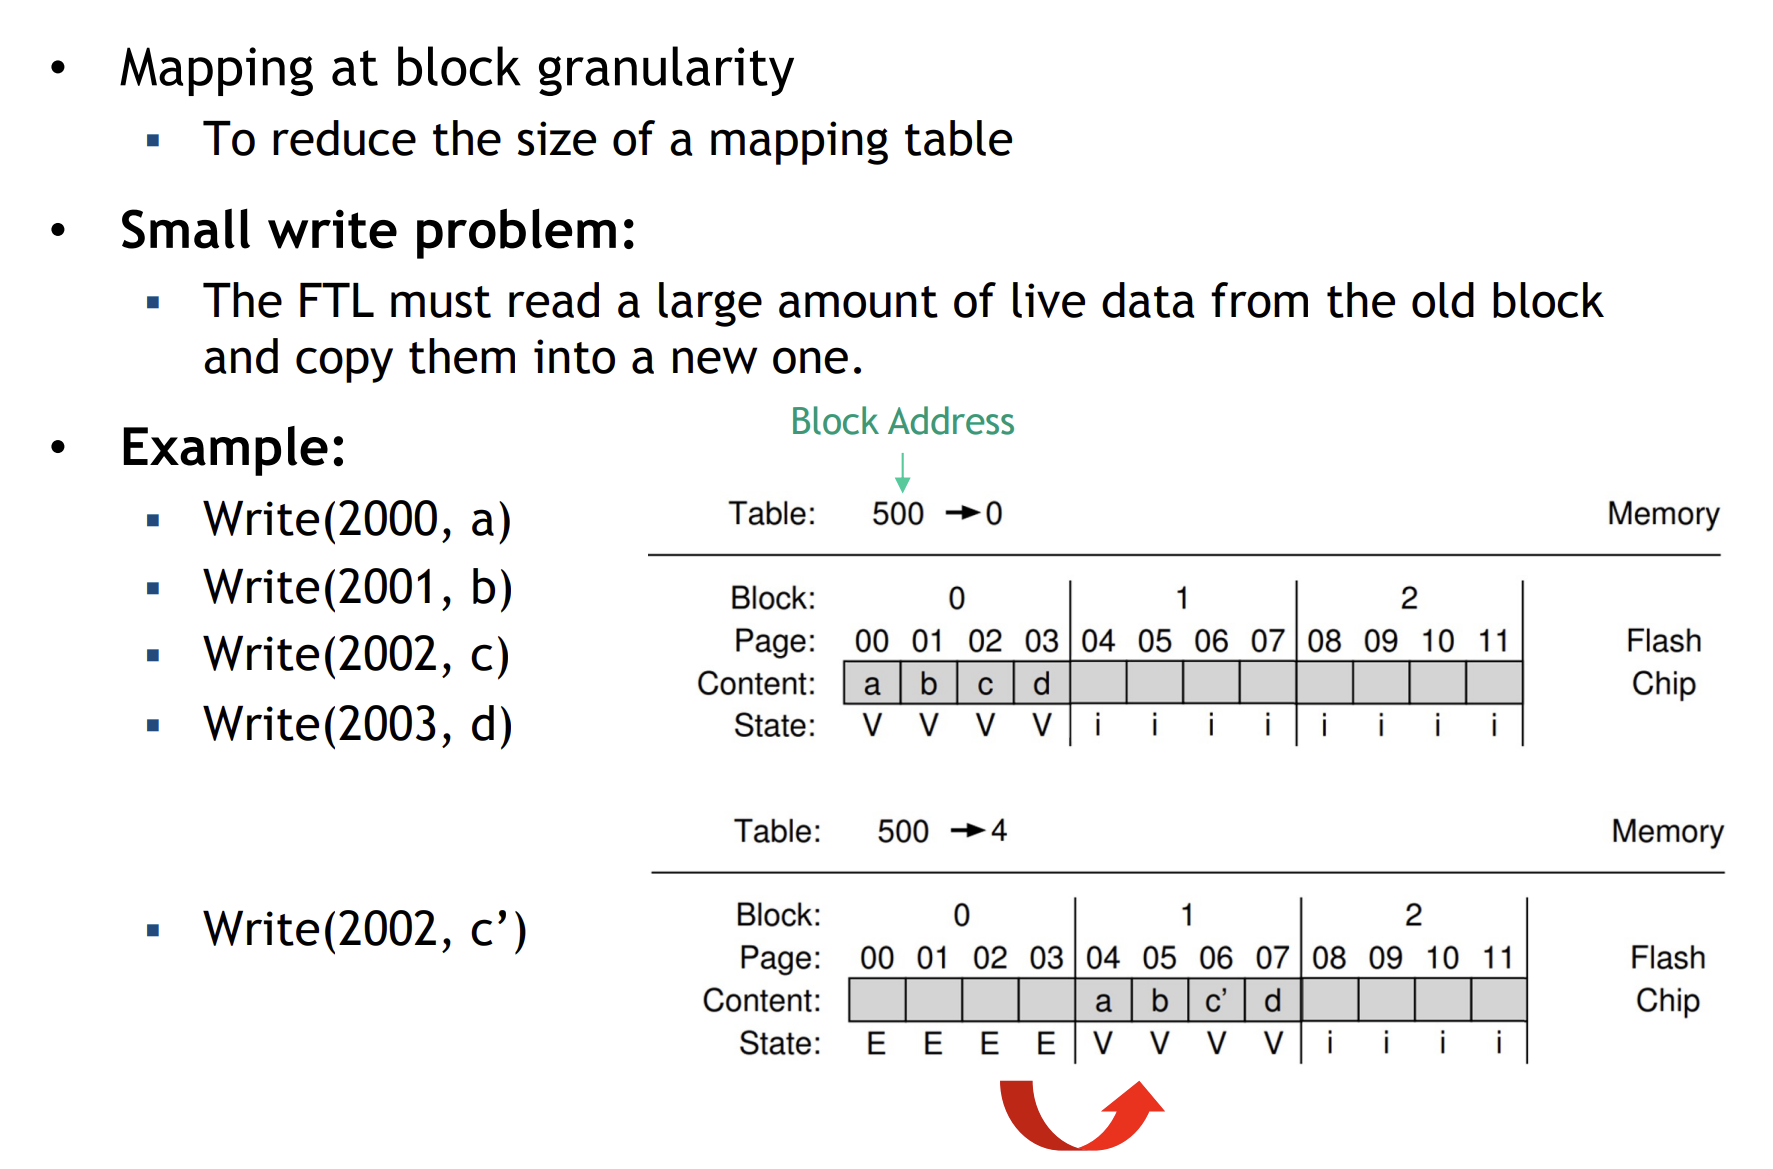 • Mapping at block granularity
▪ To reduce the size of a mapping table
• Small write problem:
▪ The FTL must read a large amount of live data from the old block
and copy them into a new one.
• Example:
▪ Write(2000, a)
▪ Write(2001, b)
▪ Write(2002, c)
▪ Write(2003, d)
▪ Write(2002, c’)
Block Address
Table: 500 → 0 Memory
Block: 0 1 2
Page: 00 01 02 03 04 05 06 07 08 09 10 11 Flash
Content: a b c d Chip
State: V V V V i i i i i i i i
Table: 500 → 4 Memory
Block: 0 1 2
Page: 00 01 02 03 04 05 06 07 08 09 10 11 Flash
Content: a b c’ d Chip
State: E E E E V V V V i i i i